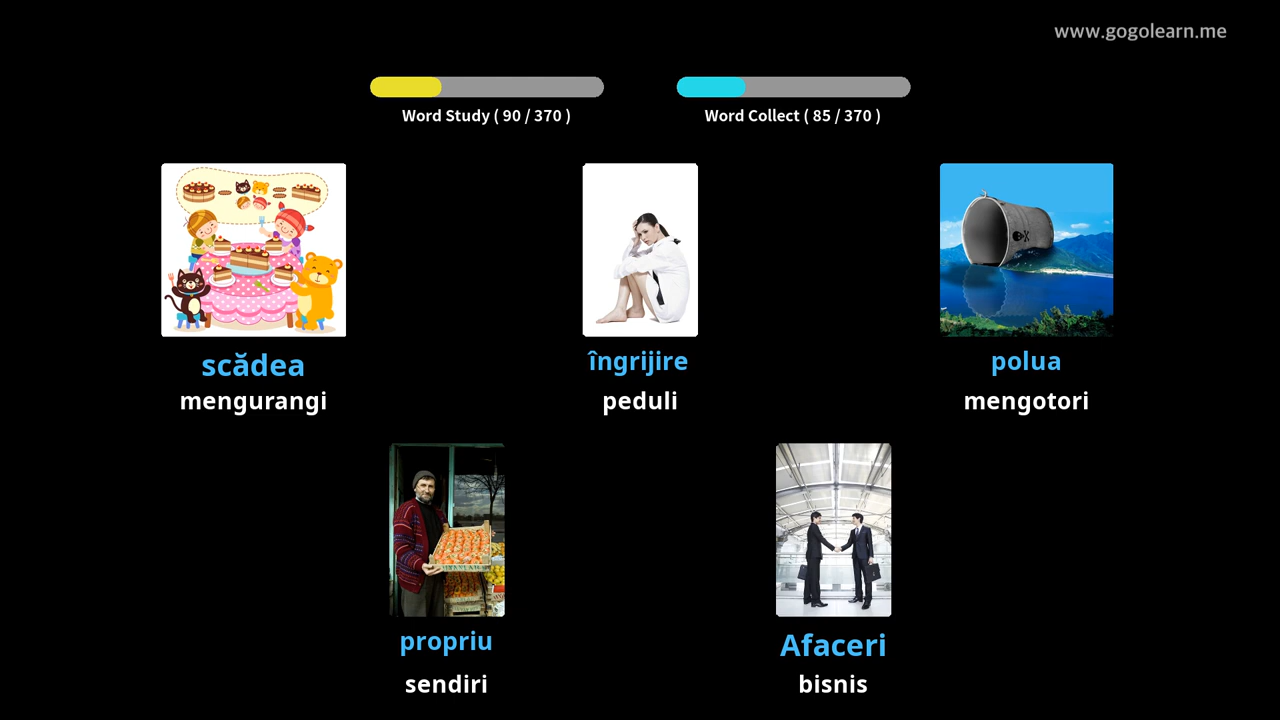 www.gogolearn.me
Word Study ( 90 / 370 )
Word Collect ( 85 / 370 )
scădea
mengurangi
îngrijire
peduli
polua
mengotori
propriu
sendiri
Afaceri
bisnis